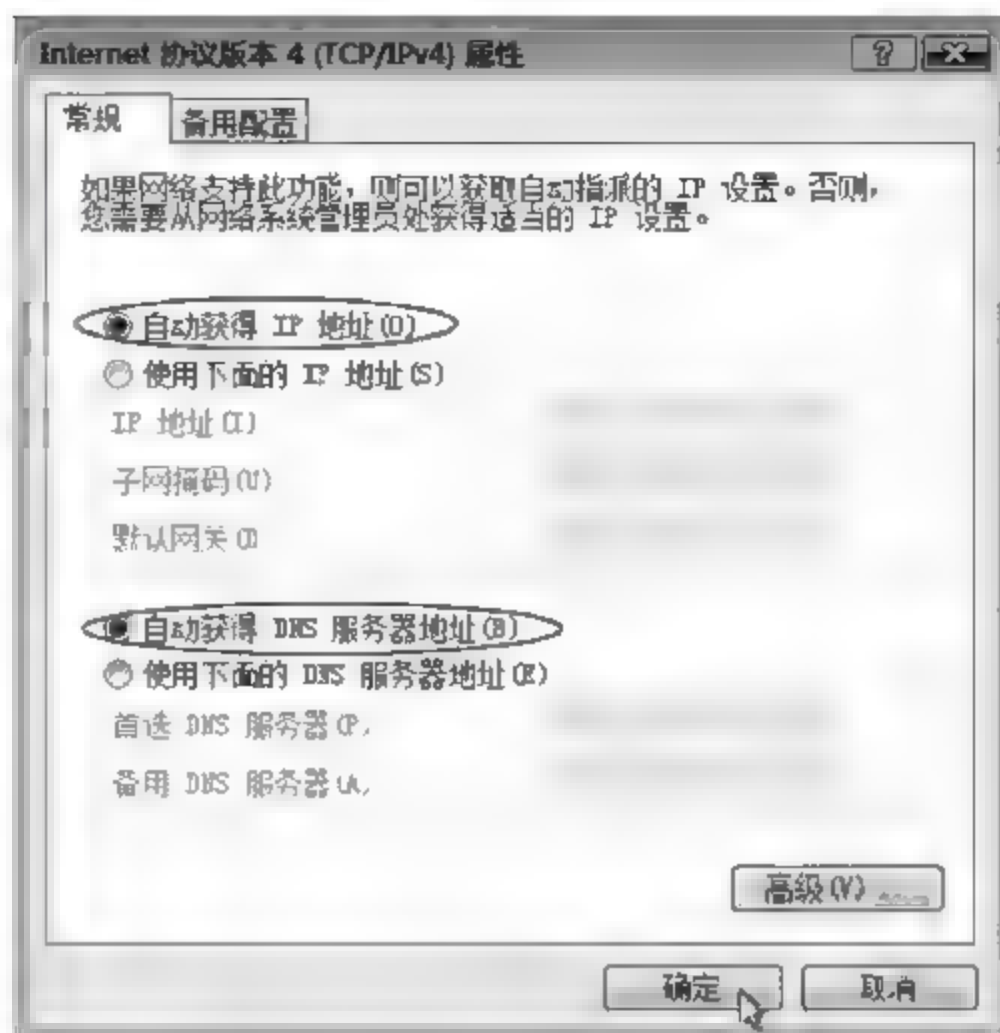 Internet 协议版本 4 (TCP/IPv4) 属性
常规
备用配置
如果网络支持此功能，则可以获取自动指派的 IP 设置。否则，
您需要从网络系统管理员处获得适当的 IP 设置。
自动获得 IP 地址(O)
使用下面的 IP 地址(S)
IP 地址(I)
子网掩码(U)
默认网关
自动获得 DNS 服务器地址(B)
使用下面的 DNS 服务器地址(E)
首选 DNS 服务器(P)
备用 DNS 服务器(A)
高级(V)
确定
取消